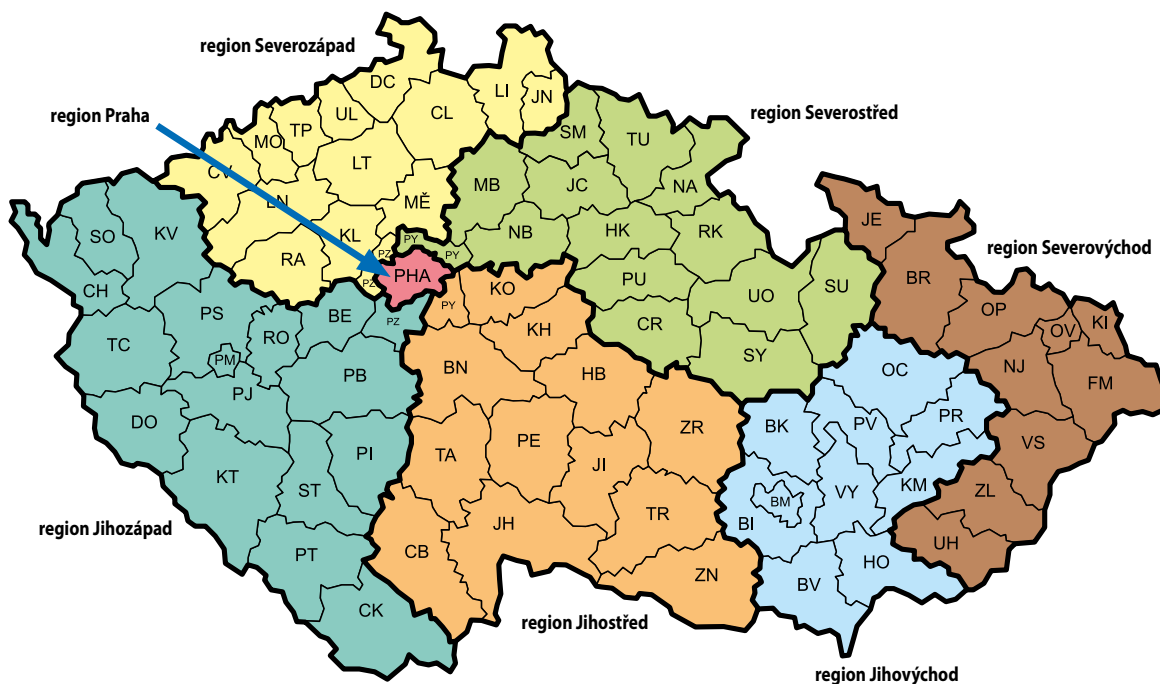 region Severozápad
region Praha
region Severostřed
region Severovýchod
region Jihozápad
region Jihostřed
region Jihovýchod
DC
LI
JN
UL
CL
TP
MO
CV
LT
LN
MĚ
KL
RA
PZ
PZ
PY
PY
PHA
SM
TU
MB
JC
NA
NB
HK
RK
PU
UO
SU
CR
SY
JE
BR
OP
OV
KI
NJ
FM
VS
ZL
UH
SO
KV
CH
PS
TC
RO
BE
PZ
PM
PB
PJ
DO
PI
KT
ST
PT
CK
PY
KO
KH
BN
HB
ZR
TA
PE
JI
TR
JH
CB
ZN
OC
BK
PV
PR
BM
VY
KM
BI
HO
BV